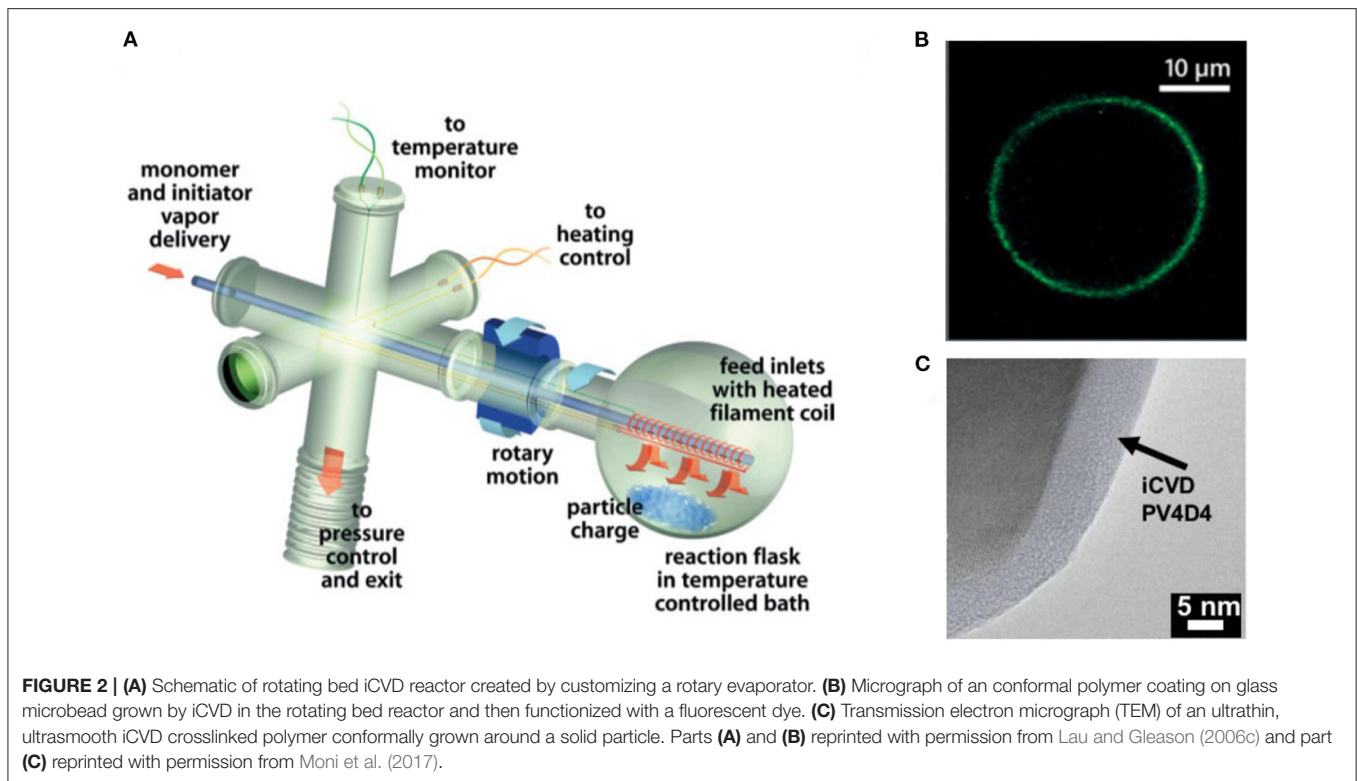 A
to
temperature
monitor
monomer
and initiator
vapor
delivery
to
heating
control
feed inlets
with heated
filament coil
rotary
motion
particle
charge
to
pressure
control
and exit
reaction flask
in temperature
controlled bath
B
10 µm
C
iCVD
PV4D4
5 nm
FIGURE 2 | (A) Schematic of rotating bed iCVD reactor created by customizing a rotary evaporator. (B) Micrograph of an conformal polymer coating on glass
microbead grown by iCVD in the rotating bed reactor and then functionized with a fluorescent dye. (C) Transmission electron micrograph (TEM) of an ultrathin,
ultrasmooth iCVD crosslinked polymer conformally grown around a solid particle. Parts (A) and (B) reprinted with permission from Lau and Gleason (2006c) and part
(C) reprinted with permission from Moni et al. (2017).